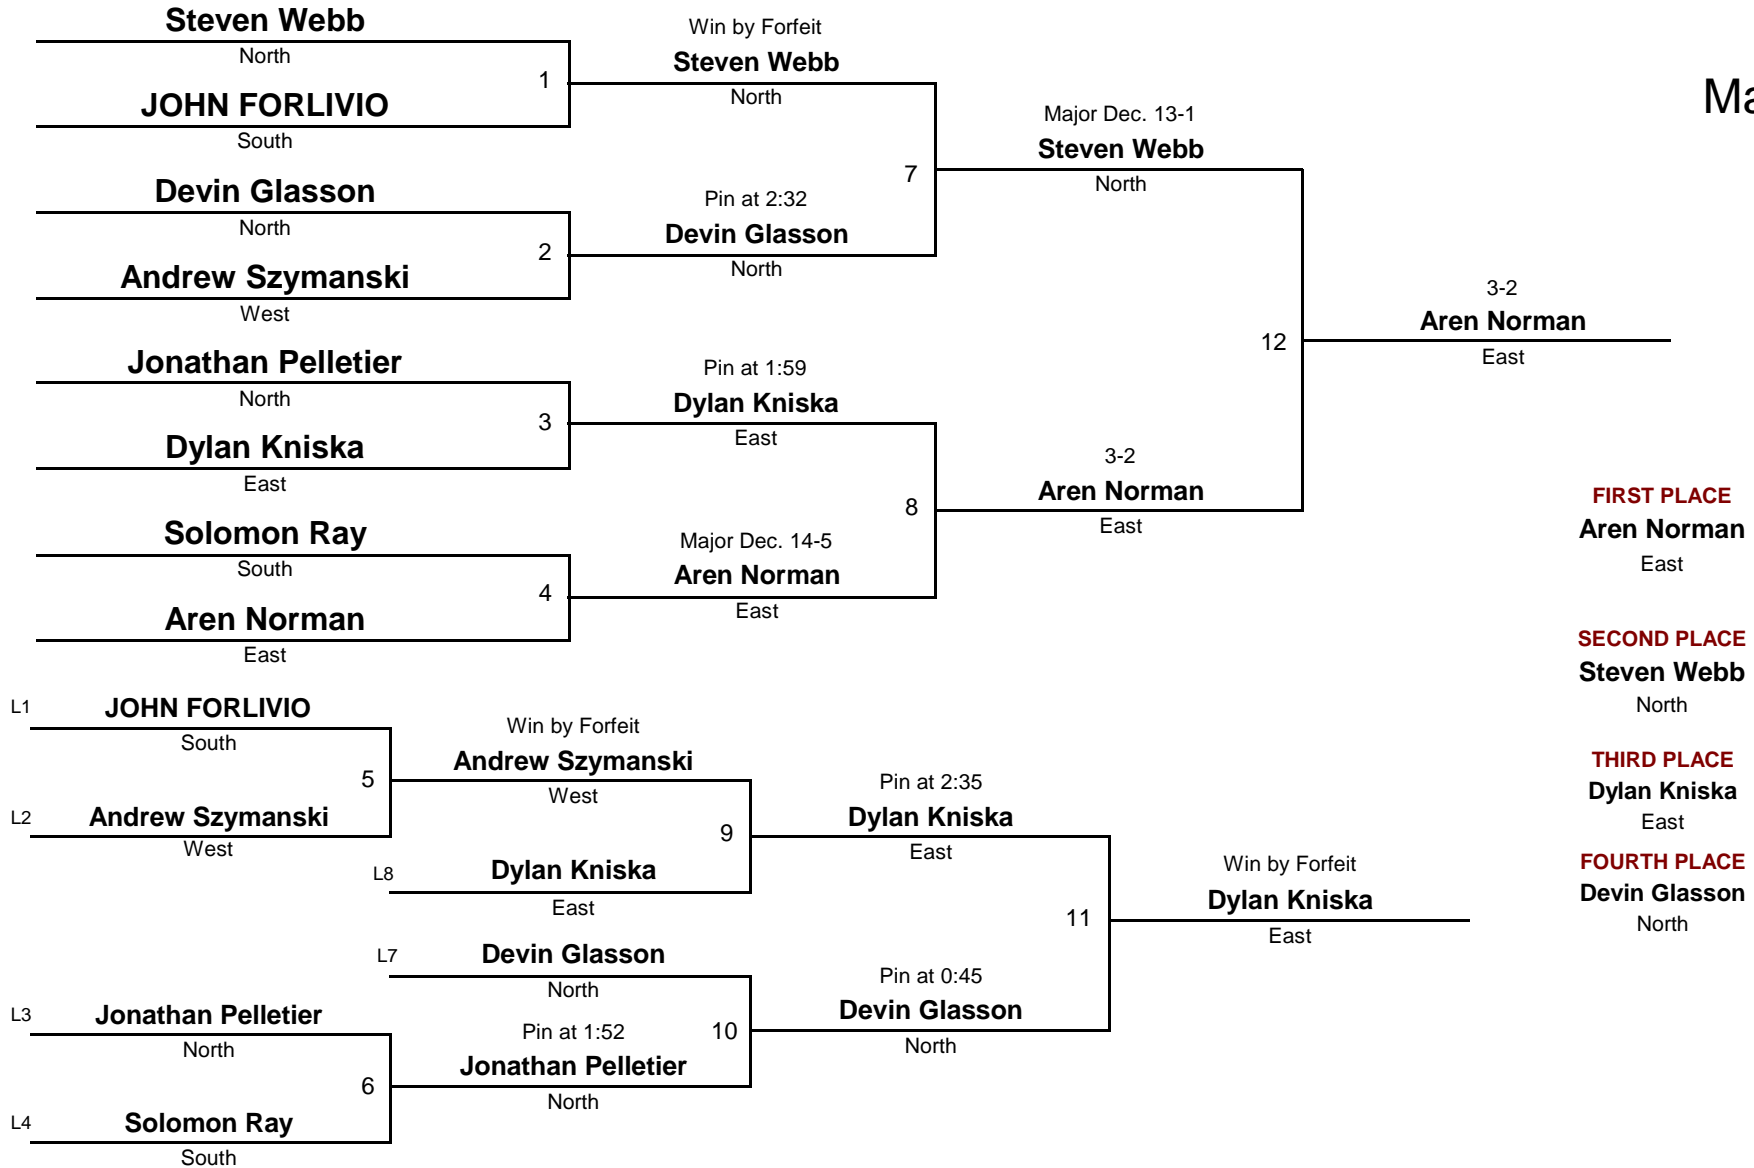 Steven Webb
North
1
JOHN FORLIVIO
South
Devin Glasson
North
2
Andrew Szymanski
West
Jonathan Pelletier
North
3
Dylan Kniska
East
Solomon Ray
South
4
Aren Norman
East
Win by Forfeit
Steven Webb
North
7
Pin at 2:32
Devin Glasson
North
Pin at 1:59
Dylan Kniska
East
8
Major Dec. 14-5
Aren Norman
East
Major Dec. 13-1
Steven Webb
North
12
3-2
Aren Norman
East
3-2
Aren Norman
East
Ma
FIRST PLACE
Aren Norman
East
SECOND PLACE
Steven Webb
North
THIRD PLACE
Dylan Kniska
East
FOURTH PLACE
Devin Glasson
North
L1
JOHN FORLIVIO
South
5
L2
Andrew Szymanski
West
Win by Forfeit
Andrew Szymanski
West
9
L8
Dylan Kniska
East
L7
Devin Glasson
North
10
L3
Jonathan Pelletier
North
6
L4
Solomon Ray
South
Pin at 1:52
Jonathan Pelletier
North
Pin at 2:35
Dylan Kniska
East
11
Pin at 0:45
Devin Glasson
North
Win by Forfeit
Dylan Kniska
East